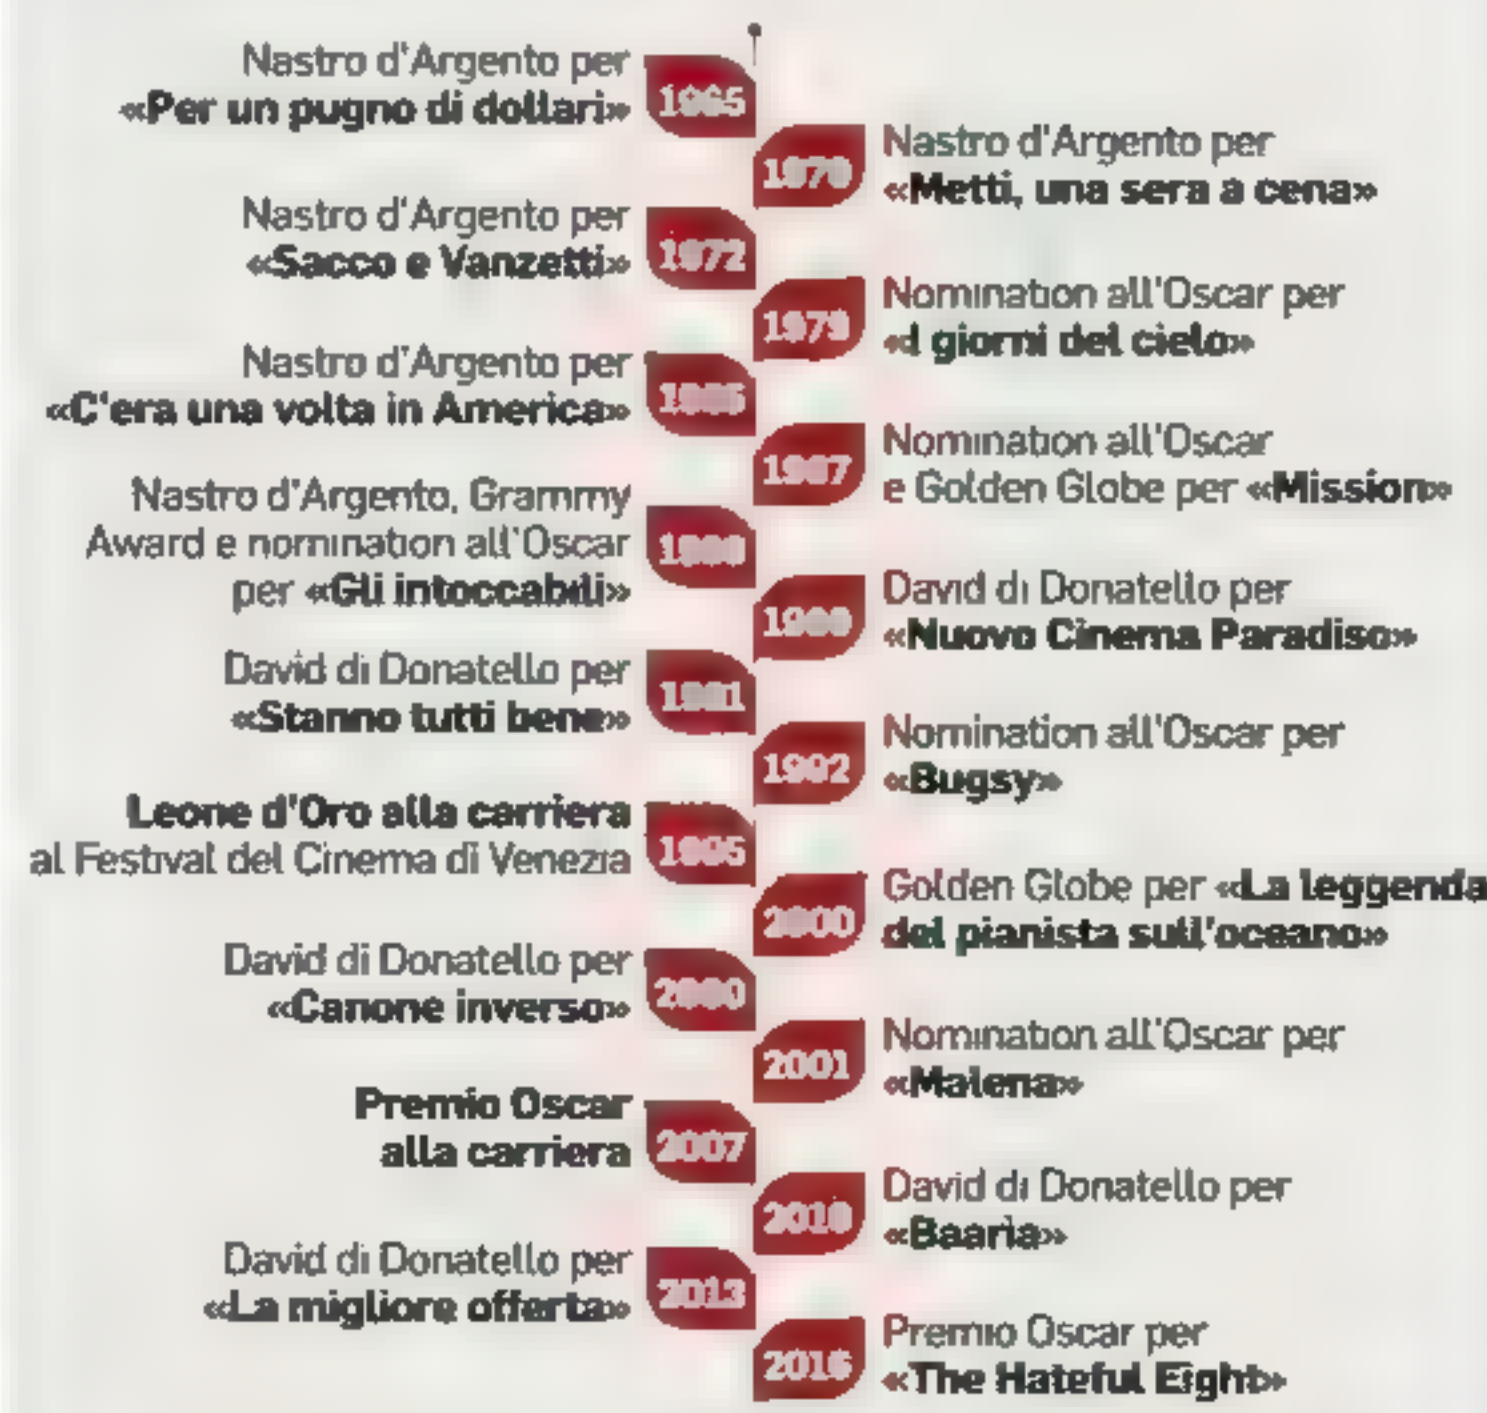 Nastro d'Argento per
«Per un pugno di dollari»
1965
1970
Nastro d'Argento per
«Metti, una sera a cena»
Nastro d'Argento per
«Sacco e Vanzetti»
1972
1979
Nomination all'Oscar per
«I giorni del cielo»
Nastro d'Argento per
«C'era una volta in America»
1985
1987
Nomination all'Oscar
e Golden Globe per «Mission»
Nastro d'Argento, Grammy
Award e nomination all'Oscar
per «Gli intoccabili»
David di Donatello per
«Nuovo Cinema Paradiso»
David di Donatello per
«Stanno tutti bene»
1991
1992
Nomination all'Oscar per
«Bugsy»
Leone d'Oro alla carriera
al Festival del Cinema di Venezia
1995
2000
Golden Globe per «La leggenda
del pianista sull'oceano»
David di Donatello per
«Canone inverso»
2000
2001
Nomination all'Oscar per
«Malena»
Premio Oscar
alla carriera
2007
2010
David di Donatello per
«Baarìa»
David di Donatello per
«La migliore offerta»
2013
2016
Premio Oscar per
«The Hateful Eight»